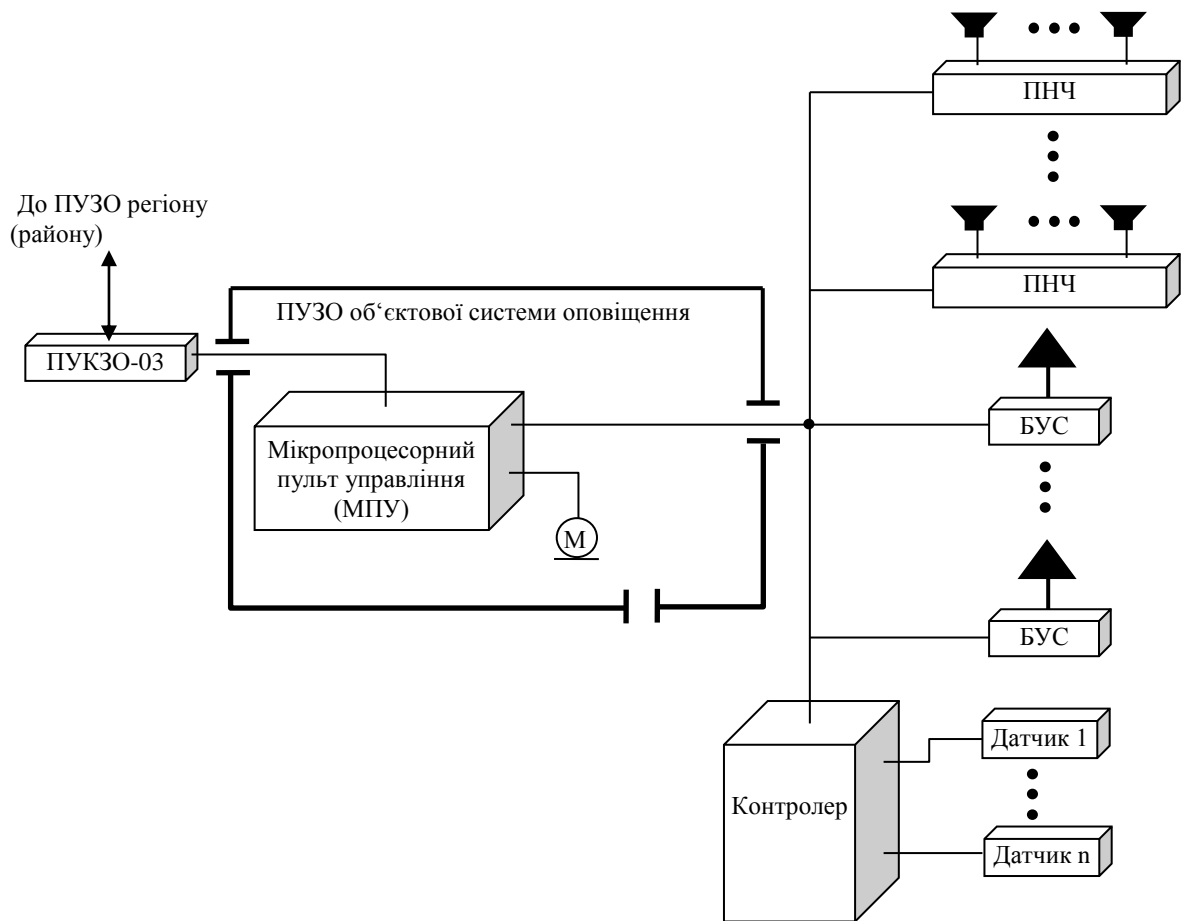 ПНЧ
До ПУЗО регіону
(району)
ПНЧ
ПУЗО об‘єктової системи оповіщення
ПУКЗО-03
БУС
Мікропроцесорний
пульт управління
(МПУ)
М
БУС
Датчик 1
Контролер
Датчик n